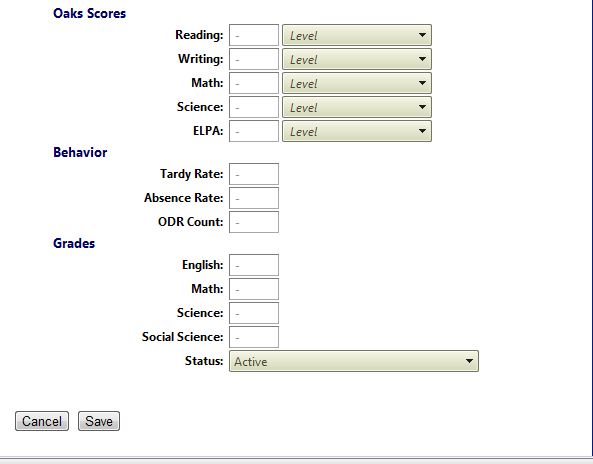 Oaks Scores
Reading: - Level
Writing: - Level
Math: - Level
Science: - Level
ELPA: - Level
Behavior
Tardy Rate: -
Absence Rate: -
ODR Count: -
Grades
English: -
Math: -
Science: -
Social Science: -
Status: Active
Cancel Save